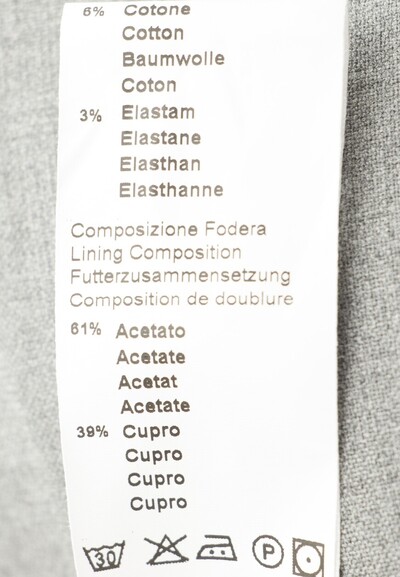 6% Cotone
Cotton
Baumwolle
Coton
3% Elastam
Elastane
Elasthan
Elasthanne
Composizione Fodera
Lining Composition
Futterzusammensetzung
Composition de doublure
61% Acetato
Acetate
Acetat
Acetate
39% Cupro
Cupro
Cupro
Cupro
30 P